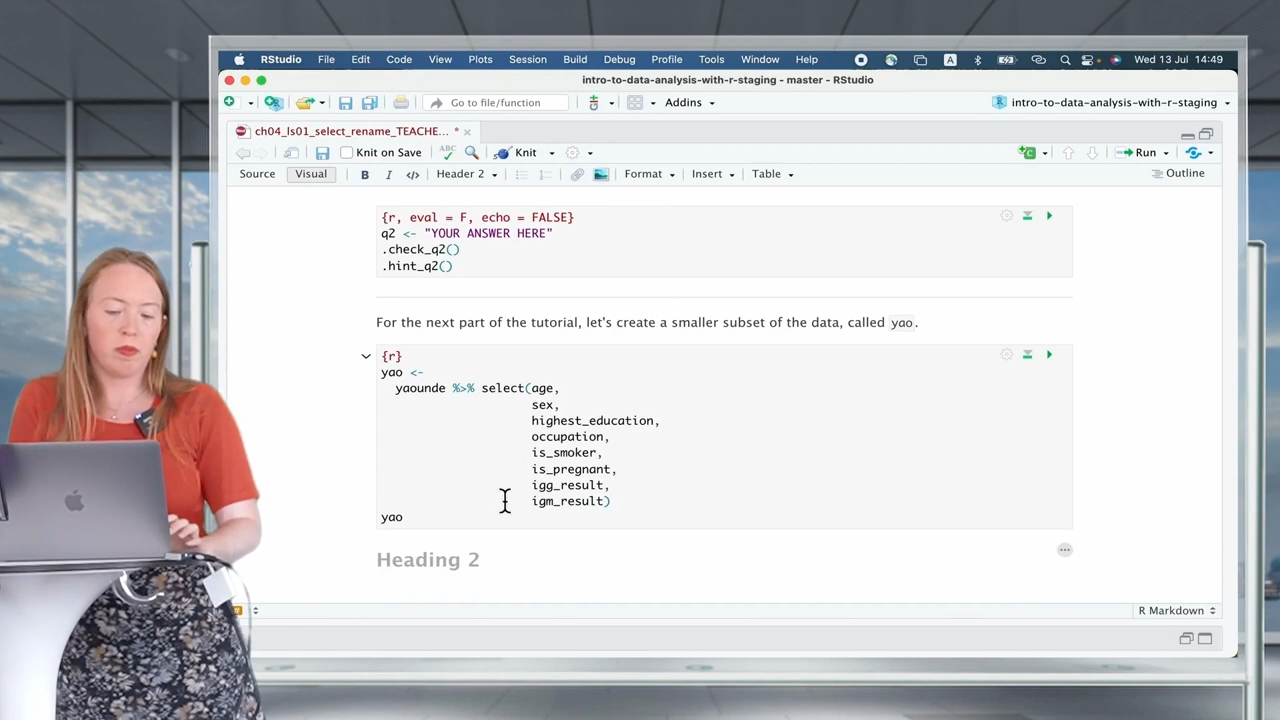 RStudio File Edit Code View Plots Session Build Debug Profile Tools Window Help A Wed 13 Jul 14:49
intro-to-data-analysis-with-r-staging - master - RStudio
Go to file/function Addins intro-to-data-analysis-with-r-staging
ch04_ls01_select_rename_TEACHE... *
Knit on Save ABC Knit Run
Source Visual B I </> Header 2 Format Insert Table Outline
{r, eval = F, echo = FALSE}
q2 <- "YOUR ANSWER HERE"
.check_q2()
.hint_q2()
For the next part of the tutorial, let's create a smaller subset of the data, called yao.
{r}
yao <-
yaounde %>% select(age,
sex,
highest_education,
occupation,
is_smoker,
is_pregnant,
igg_result,
igm_result)
yao
Heading 2
R Markdown